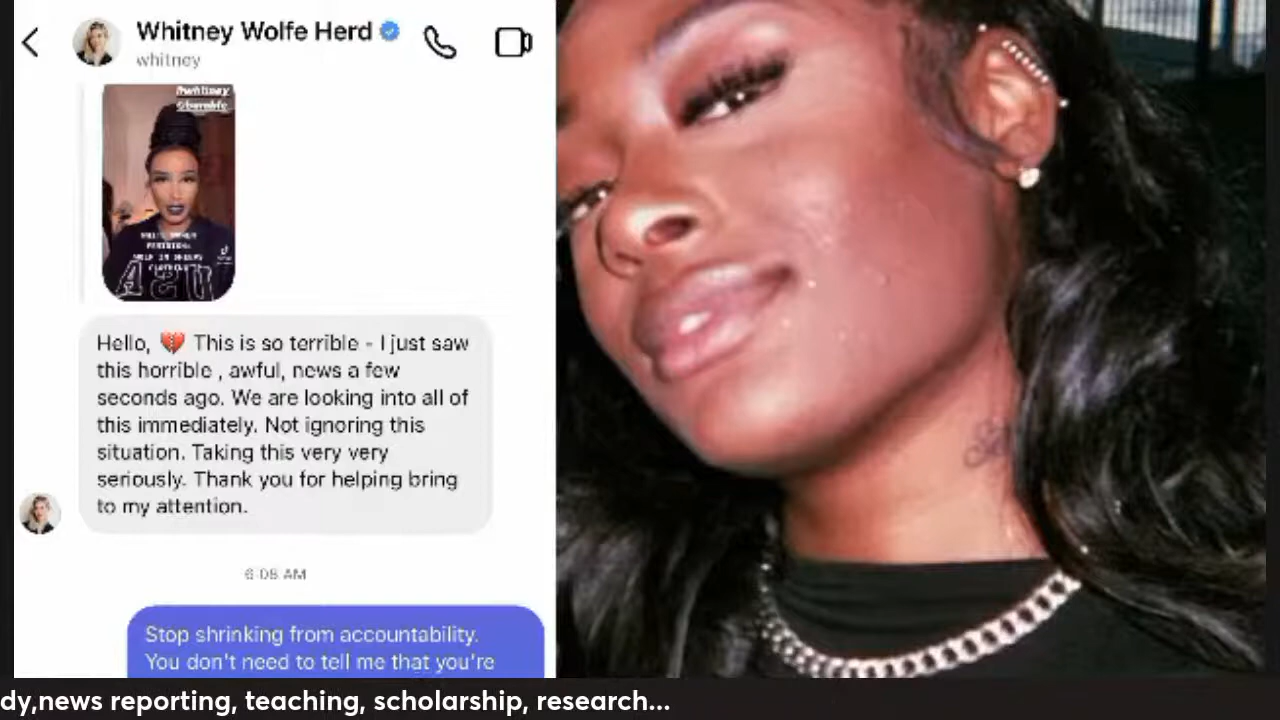 Whitney Wolfe Herd
whitney
@whitney
@bumble
Hello, 💔 This is so terrible - I just saw
this horrible , awful, news a few
seconds ago. We are looking into all of
this immediately. Not ignoring this
situation. Taking this very very
seriously. Thank you for helping bring
to my attention.
6:08 AM
Stop shrinking from accountability.
You don't need to tell me that you're
dy,news reporting, teaching, scholarship, research...